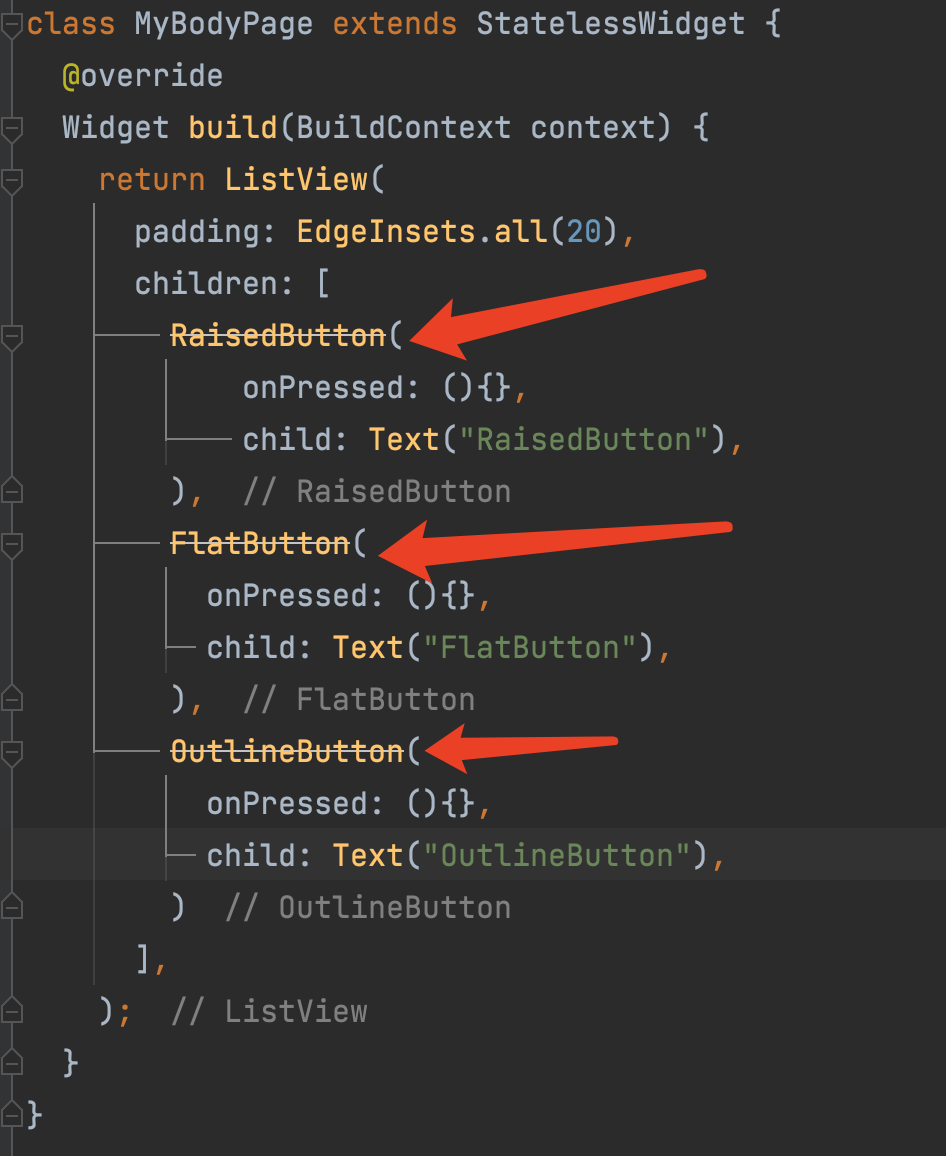 class MyBodyPage extends StatelessWidget {
@override
Widget build(BuildContext context) {
return ListView(
padding: EdgeInsets.all(20),
children: [
RaisedButton(
onPressed: (){},
child: Text("RaisedButton"),
), // RaisedButton
FlatButton(
onPressed: (){},
child: Text("FlatButton"),
), // FlatButton
OutlineButton(
onPressed: (){},
child: Text("OutlineButton"),
) // OutlineButton
],
); // ListView
}
}